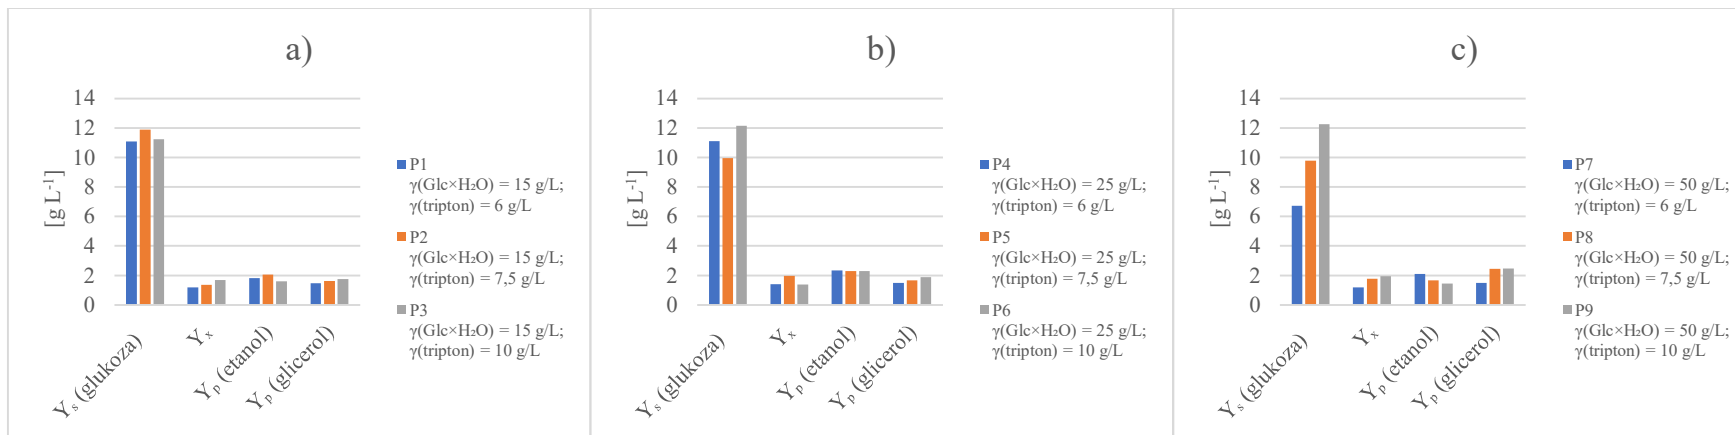 a)
[g L⁻¹]
14
12
10
8
6
4
2
0
Yₛ (glukoza)
Yₓ
Yₚ (etanol)
Yₚ (glicerol)
P1
γ(Glc×H₂O) = 15 g/L;
γ(tripton) = 6 g/L
P2
γ(Glc×H₂O) = 15 g/L;
γ(tripton) = 7,5 g/L
P3
γ(Glc×H₂O) = 15 g/L;
γ(tripton) = 10 g/L
b)
[g L⁻¹]
14
12
10
8
6
4
2
0
Yₛ (glukoza)
Yₓ
Yₚ (etanol)
Yₚ (glicerol)
P4
γ(Glc×H₂O) = 25 g/L;
γ(tripton) = 6 g/L
P5
γ(Glc×H₂O) = 25 g/L;
γ(tripton) = 7,5 g/L
P6
γ(Glc×H₂O) = 25 g/L;
γ(tripton) = 10 g/L
c)
[g L⁻¹]
14
12
10
8
6
4
2
0
Yₛ (glukoza)
Yₓ
Yₚ (etanol)
Yₚ (glicerol)
P7
γ(Glc×H₂O) = 50 g/L;
γ(tripton) = 6 g/L
P8
γ(Glc×H₂O) = 50 g/L;
γ(tripton) = 7,5 g/L
P9
γ(Glc×H₂O) = 50 g/L;
γ(tripton) = 10 g/L